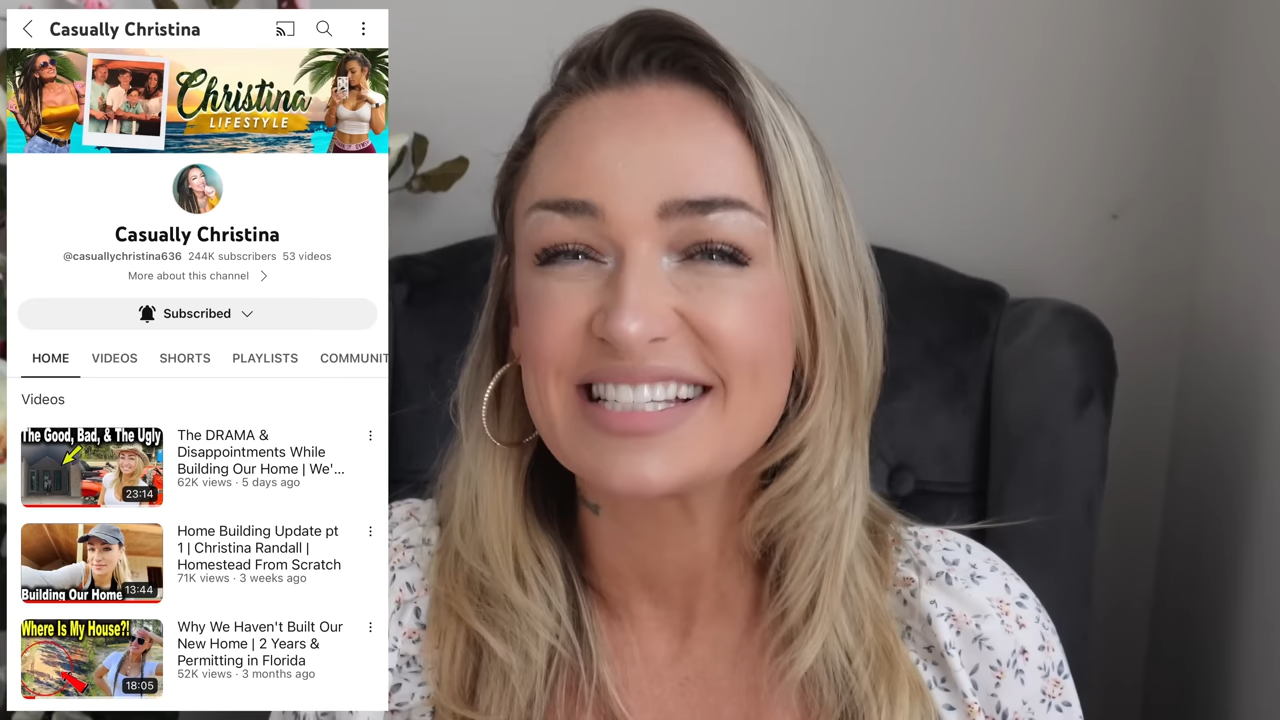 Casually Christina
Christina
LIFESTYLE
Casually Christina
@casuallychristina636 244K subscribers 53 videos
More about this channel
Subscribed
HOME VIDEOS SHORTS PLAYLISTS COMMUNIT
Videos
The Good, Bad, & The Ugly
23:14
The DRAMA &
Disappointments While
Building Our Home | We'...
62K views · 5 days ago
Building Our Home
13:44
Home Building Update pt
1 | Christina Randall |
Homestead From Scratch
71K views · 3 weeks ago
Where Is My House?!
18:05
Why We Haven't Built Our
New Home | 2 Years &
Permitting in Florida
52K views · 3 months ago